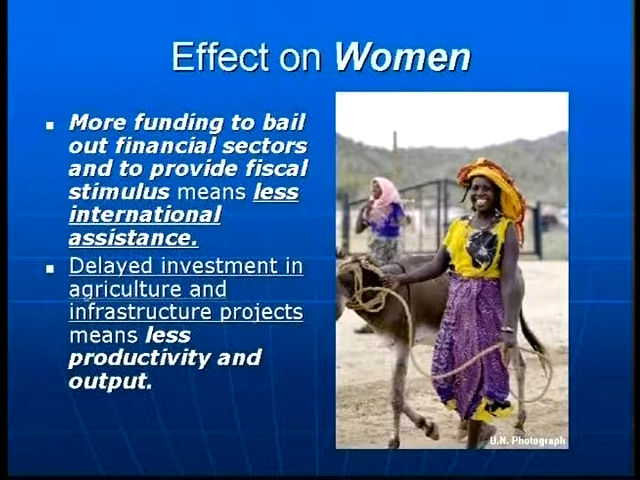 Effect on Women
More funding to bail
out financial sectors
and to provide fiscal
stimulus means less
international
assistance.
Delayed investment in
agriculture and
infrastructure projects
means less
productivity and
output.
U.N. Photograph